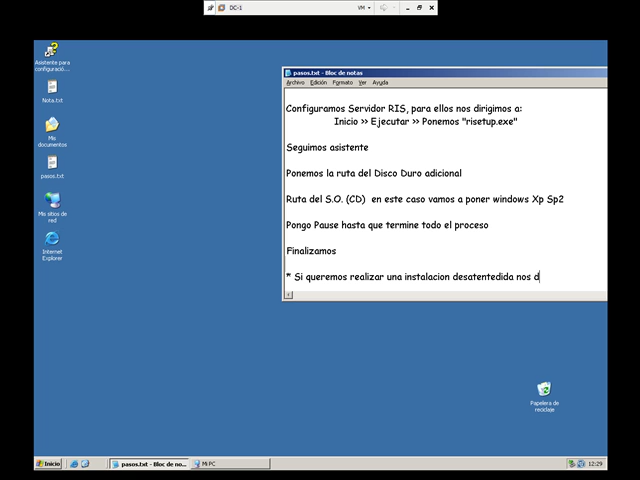 DC-1
VM
Asistente para
configuració...
Nota.txt
Mis
documentos
pasos.txt
Mis sitios de
red
Internet
Explorer
pasos.txt - Bloc de notas
Archivo Edición Formato Ver Ayuda
Configuramos Servidor RIS, para ellos nos dirigimos a:
Inicio >> Ejecutar >> Ponemos "risetup.exe"
Seguimos asistente
Ponemos la ruta del Disco Duro adicional
Ruta del S.O. (CD) en este caso vamos a poner windows Xp Sp2
Pongo Pause hasta que termine todo el proceso
Finalizamos
* Si queremos realizar una instalacion desatentedida nos d
Papelera de
reciclaje
Inicio
pasos.txt - Bloc de no...
Mi PC
12:29